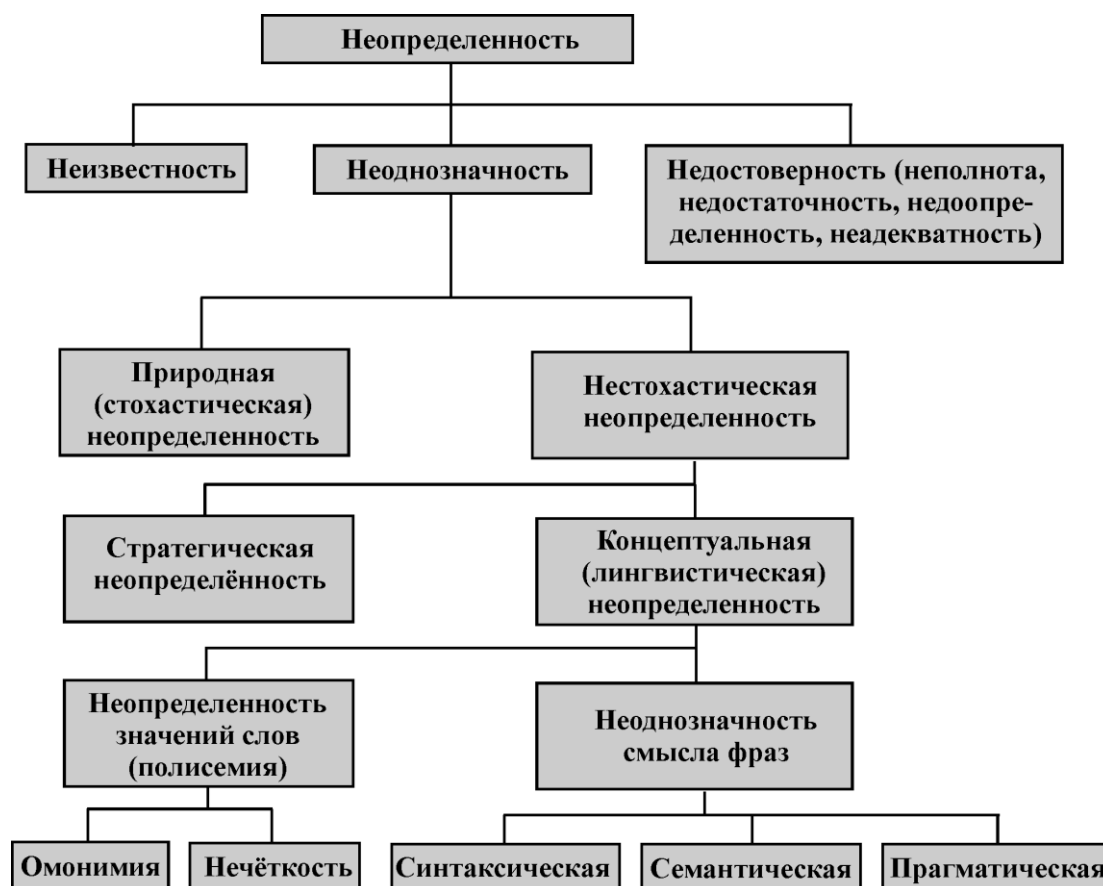 Неопределенность
Неизвестность
Неоднозначность
Недостоверность (неполнота,
недостаточность, недоопре-
деленность, неадекватность)
Природная
(стохастическая)
неопределенность
Нестохастическая
неопределенность
Стратегическая
неопределённость
Концептуальная
(лингвистическая)
неопределенность
Неопределенность
значений слов
(полисемия)
Неоднозначность
смысла фраз
Омонимия
Нечёткость
Синтаксическая
Семантическая
Прагматическая